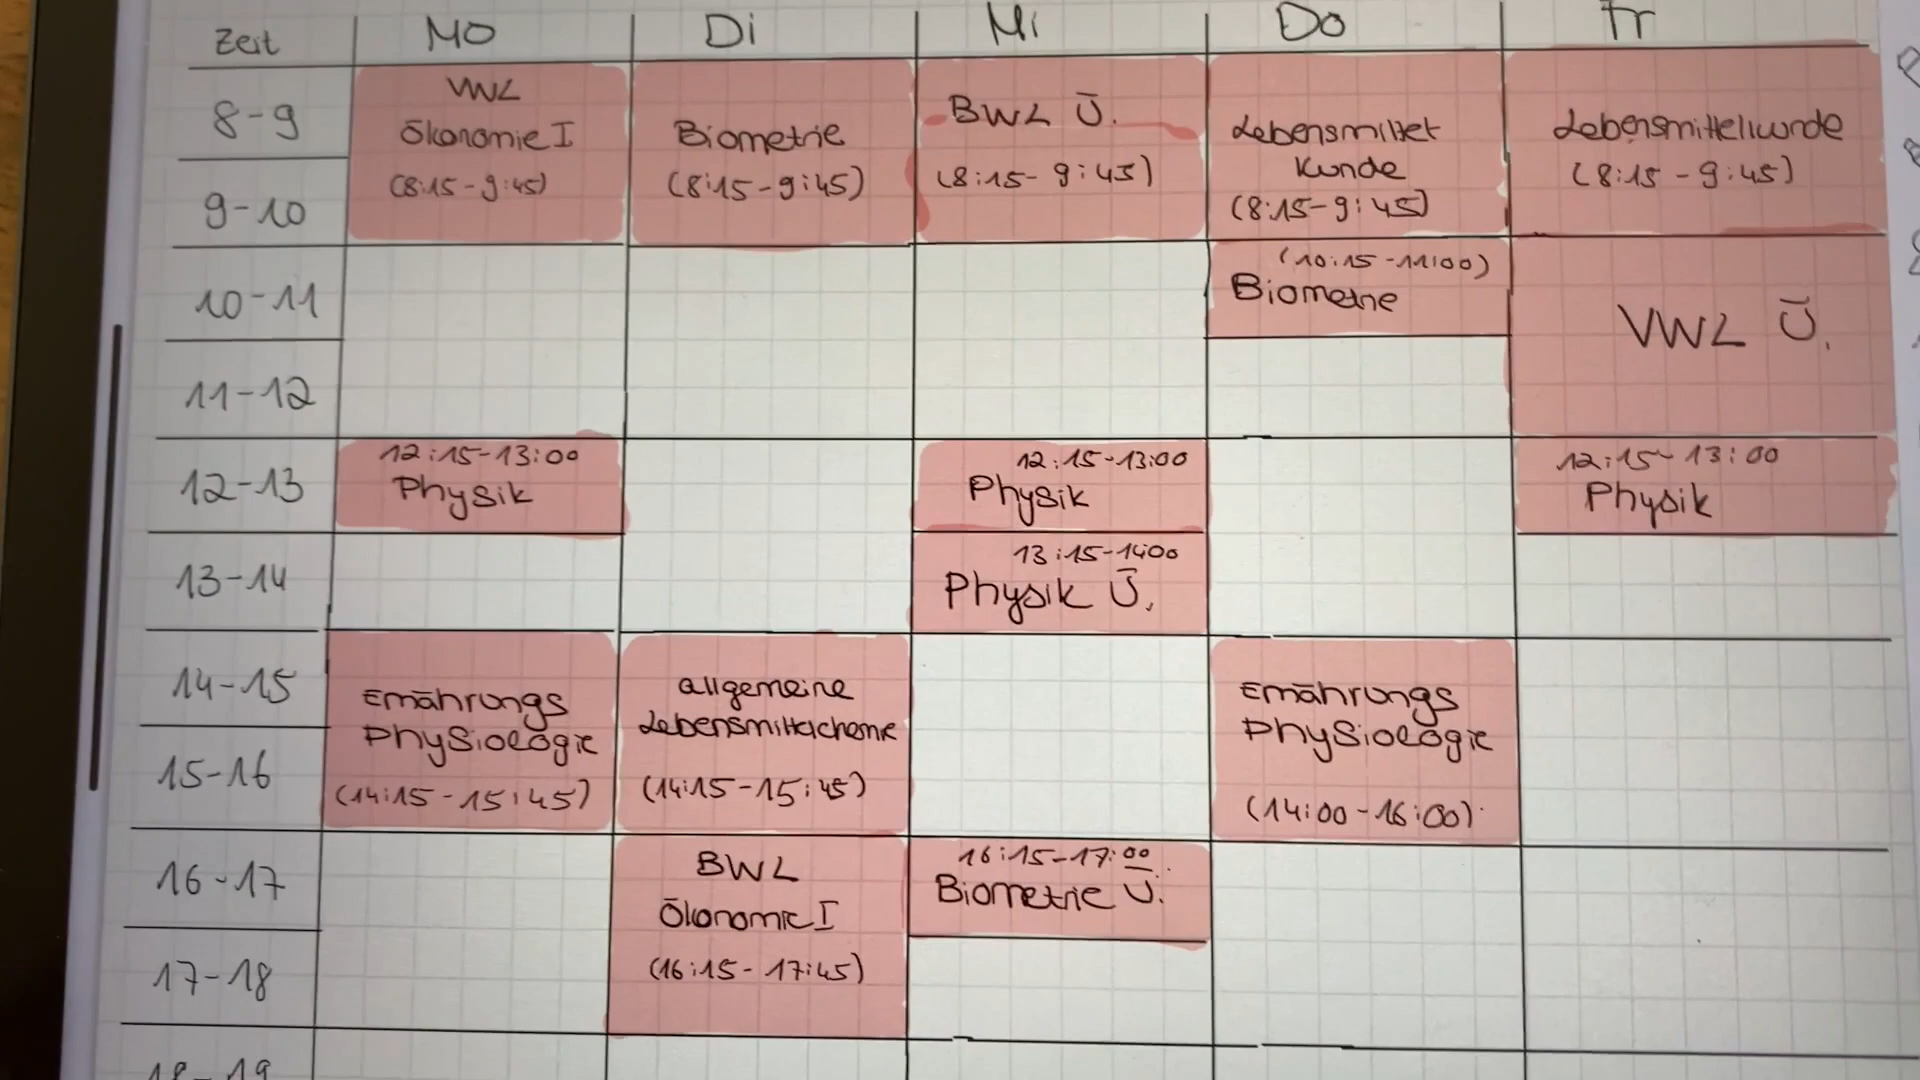 Zeit Mo Di Mi Do Fr
8-9
9-10
VWL
Ökonomie I
(8:15-9:45)
Biometrie
(8:15-9:45)
BWL Ü.
(8:15-9:45)
Lebensmittel
Kunde
(8:15-9:45)
Lebensmittelkunde
(8:15-9:45)
10-11
(10:15-11:00)
Biometrie
VWL Ü.
11-12
12-13
12:15-13:00
Physik
12:15-13:00
Physik
12:15-13:00
Physik
13-14
13:15-14:00
Physik Ü.
14-15
15-16
Ernährungs
Physiologie
(14:15-15:45)
allgemeine
Lebensmittelchemie
(14:15-15:45)
Ernährungs
Physiologie
(14:00-16:00)
16-17
17-18
BWL
Ökonomie I
(16:15-17:45)
16:15-17:00
Biometrie Ü.
18-19